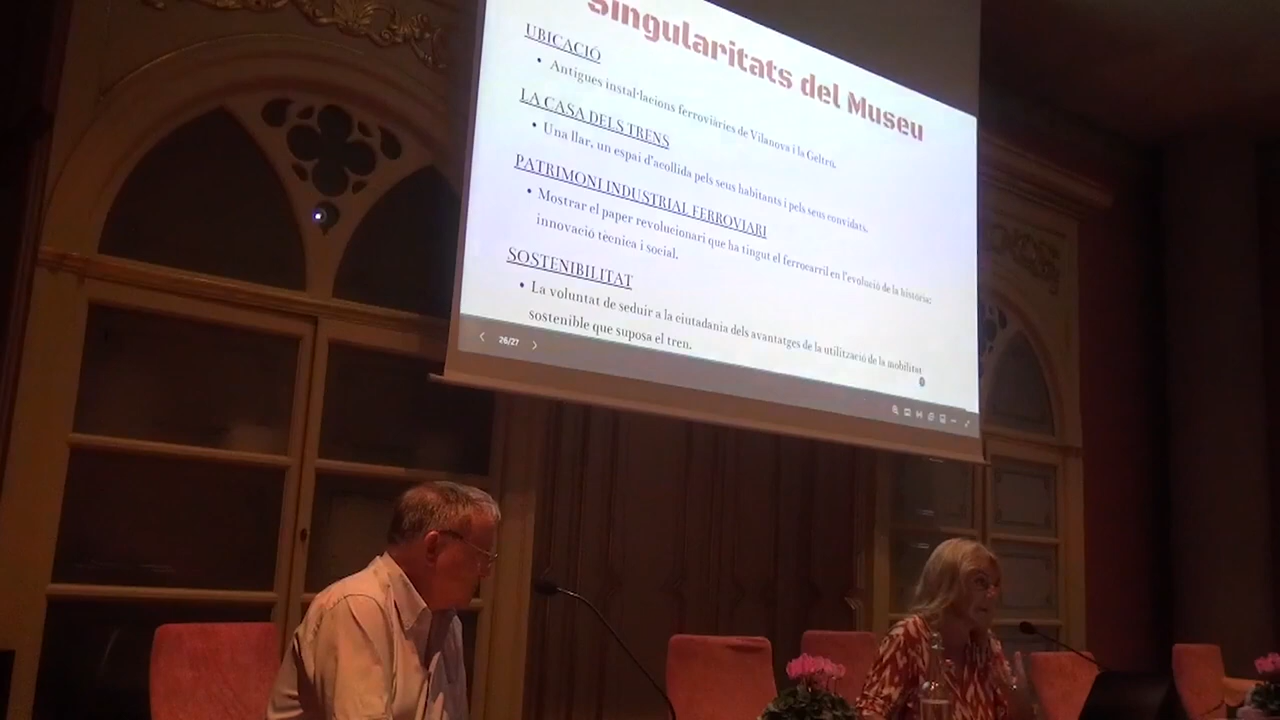 Singularitats del Museu
UBICACIÓ
• Antigues instal·lacions ferroviàries de Vilanova i la Geltrú.
LA CASA DELS TRENS
• Una llar, un espai d'acollida pels seus habitants i pels seus convidats.
PATRIMONI INDUSTRIAL FERROVIARI
• Mostrar el paper revolucionari que ha tingut el ferrocarril en l'evolució de la història:
innovació tècnica i social.
SOSTENIBILITAT
• La voluntat de seduir a la ciutadania dels avantatges de la utilització de la mobilitat
sostenible que suposa el tren.
26/27